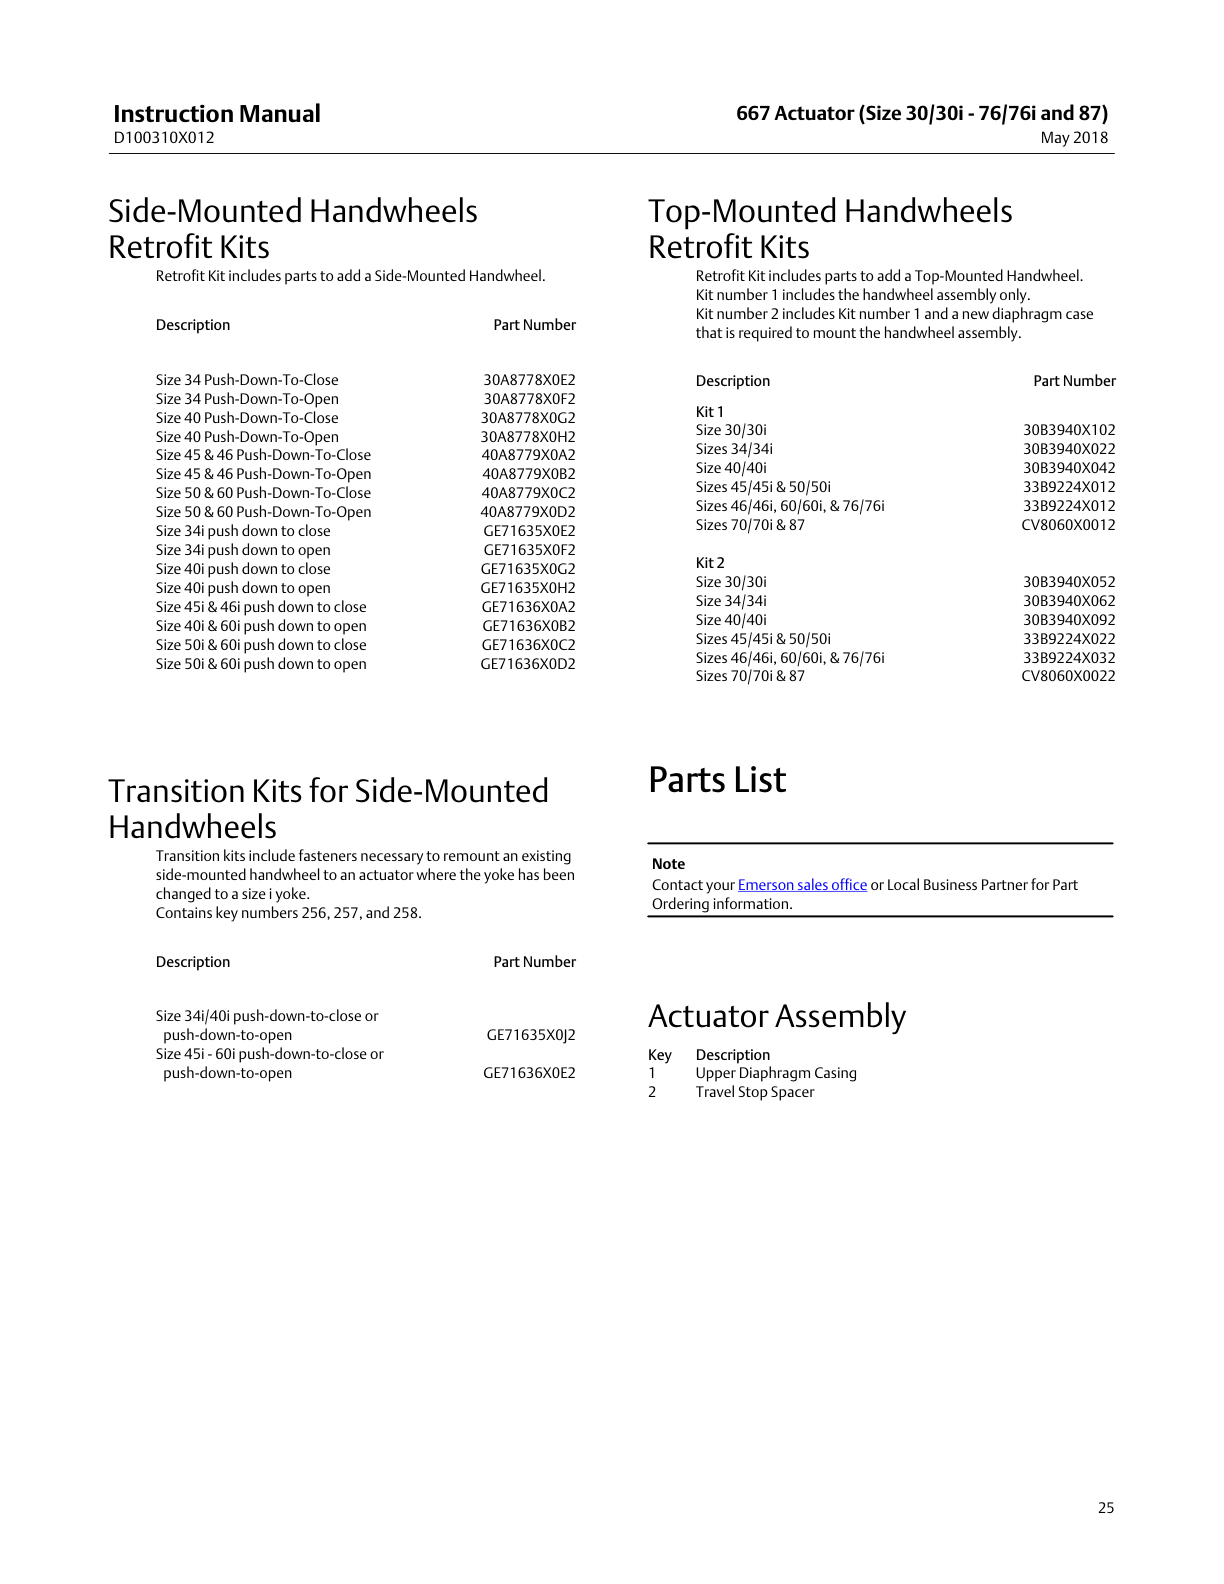 Instruction Manual
D100310X012
667 Actuator (Size 30/30i - 76/76i and 87)
May 2018
Side-Mounted Handwheels
Retrofit Kits
Retrofit Kit includes parts to add a Side-Mounted Handwheel.
Description Part Number
Size 34 Push-Down-To-Close 30A8778X0E2
Size 34 Push-Down-To-Open 30A8778X0F2
Size 40 Push-Down-To-Close 30A8778X0G2
Size 40 Push-Down-To-Open 30A8778X0H2
Size 45 & 46 Push-Down-To-Close 40A8779X0A2
Size 45 & 46 Push-Down-To-Open 40A8779X0B2
Size 50 & 60 Push-Down-To-Close 40A8779X0C2
Size 50 & 60 Push-Down-To-Open 40A8779X0D2
Size 34i push down to close GE71635X0E2
Size 34i push down to open GE71635X0F2
Size 40i push down to close GE71635X0G2
Size 40i push down to open GE71635X0H2
Size 45i & 46i push down to close GE71636X0A2
Size 40i & 60i push down to open GE71636X0B2
Size 50i & 60i push down to close GE71636X0C2
Size 50i & 60i push down to open GE71636X0D2
Transition Kits for Side-Mounted
Handwheels
Transition kits include fasteners necessary to remount an existing
side-mounted handwheel to an actuator where the yoke has been
changed to a size i yoke.
Contains key numbers 256, 257, and 258.
Description Part Number
Size 34i/40i push-down-to-close or
push-down-to-open GE71635X0J2
Size 45i - 60i push-down-to-close or
push-down-to-open GE71636X0E2
Top-Mounted Handwheels
Retrofit Kits
Retrofit Kit includes parts to add a Top-Mounted Handwheel.
Kit number 1 includes the handwheel assembly only.
Kit number 2 includes Kit number 1 and a new diaphragm case
that is required to mount the handwheel assembly.
Description Part Number
Kit 1
Size 30/30i 30B3940X102
Sizes 34/34i 30B3940X022
Size 40/40i 30B3940X042
Sizes 45/45i & 50/50i 33B9224X012
Sizes 46/46i, 60/60i, & 76/76i 33B9224X012
Sizes 70/70i & 87 CV8060X0012
Kit 2
Size 30/30i 30B3940X052
Size 34/34i 30B3940X062
Size 40/40i 30B3940X092
Sizes 45/45i & 50/50i 33B9224X022
Sizes 46/46i, 60/60i, & 76/76i 33B9224X032
Sizes 70/70i & 87 CV8060X0022
Parts List
Note
Contact your Emerson sales office or Local Business Partner for Part
Ordering information.
Actuator Assembly
Key Description
1 Upper Diaphragm Casing
2 Travel Stop Spacer
25